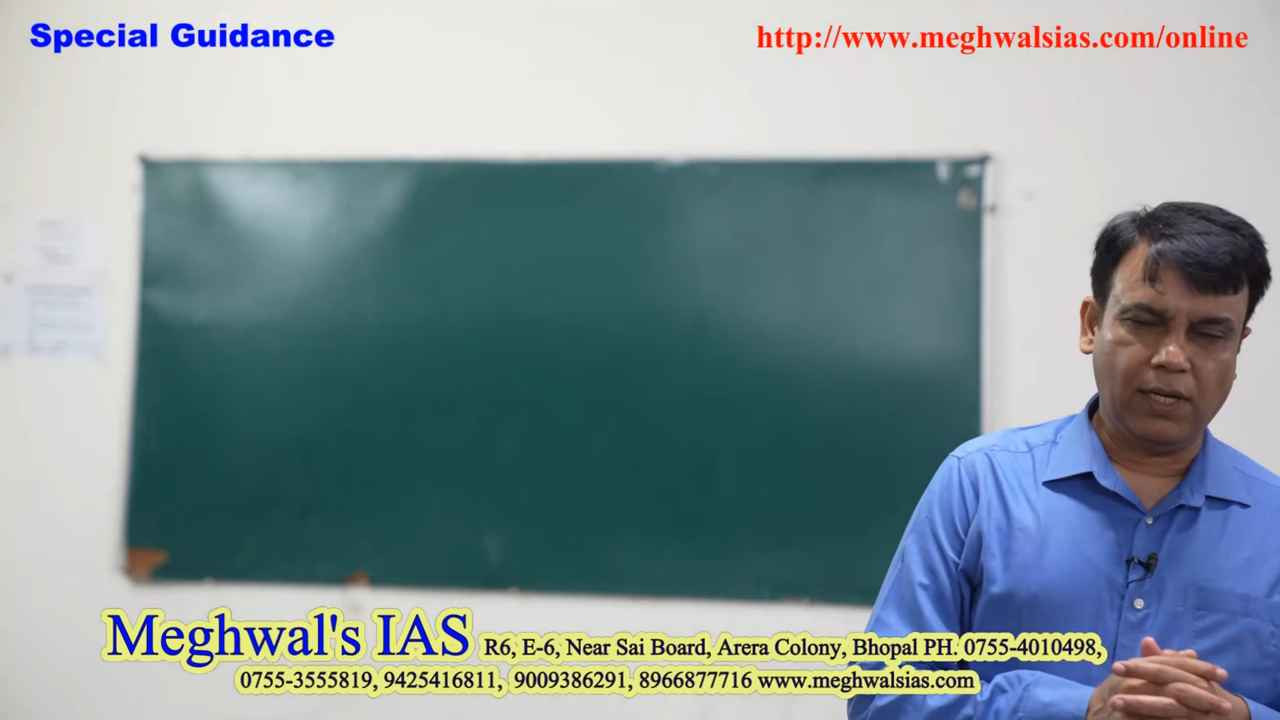 Special Guidance
http://www.meghwalsias.com/online
Meghwal's IAS R6, E-6, Near Sai Board, Arera Colony, Bhopal PH. 0755-4010498,
0755-3555819, 9425416811, 9009386291, 8966877716 www.meghwalsias.com